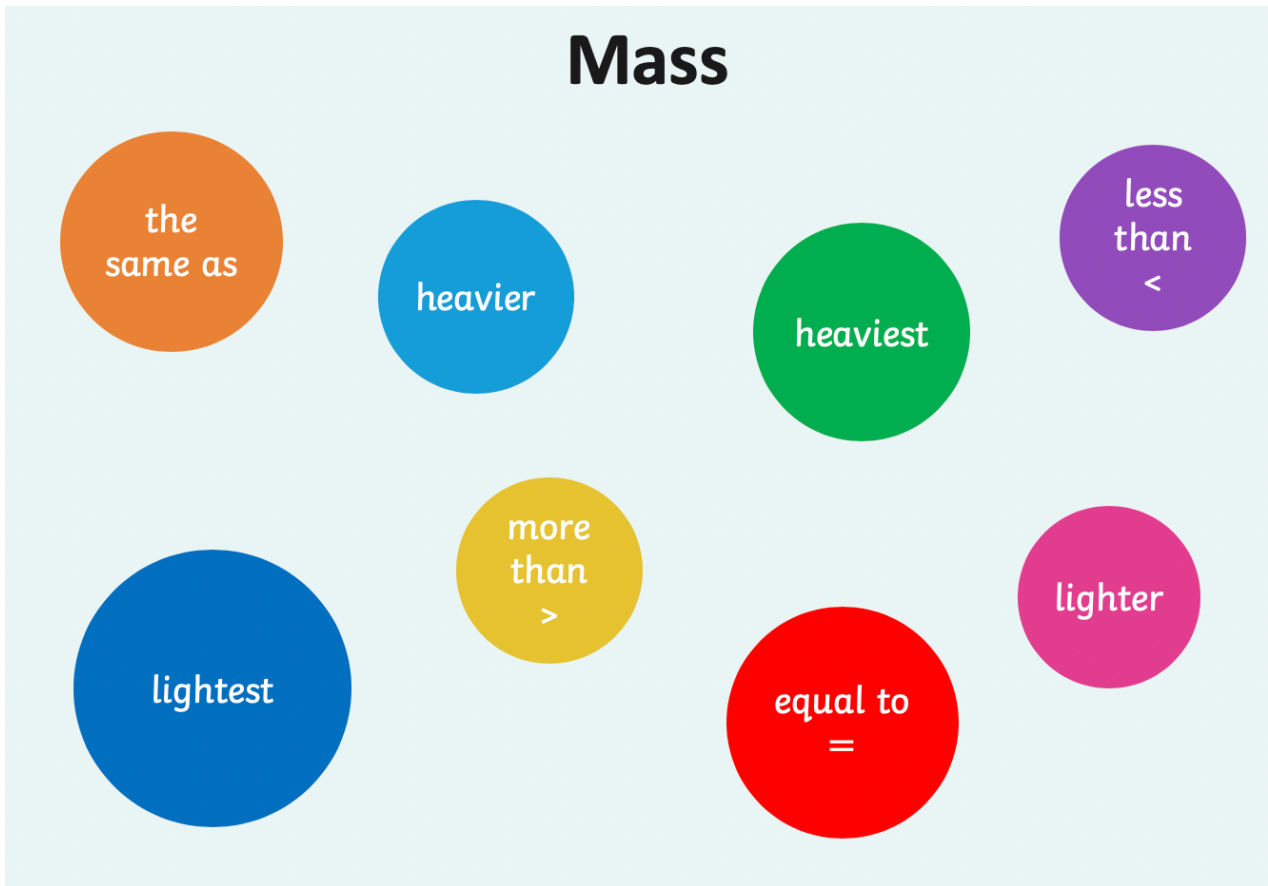 Mass
the
same as
heavier
heaviest
less
than
<
more
than
>
lighter
lightest
equal to
=